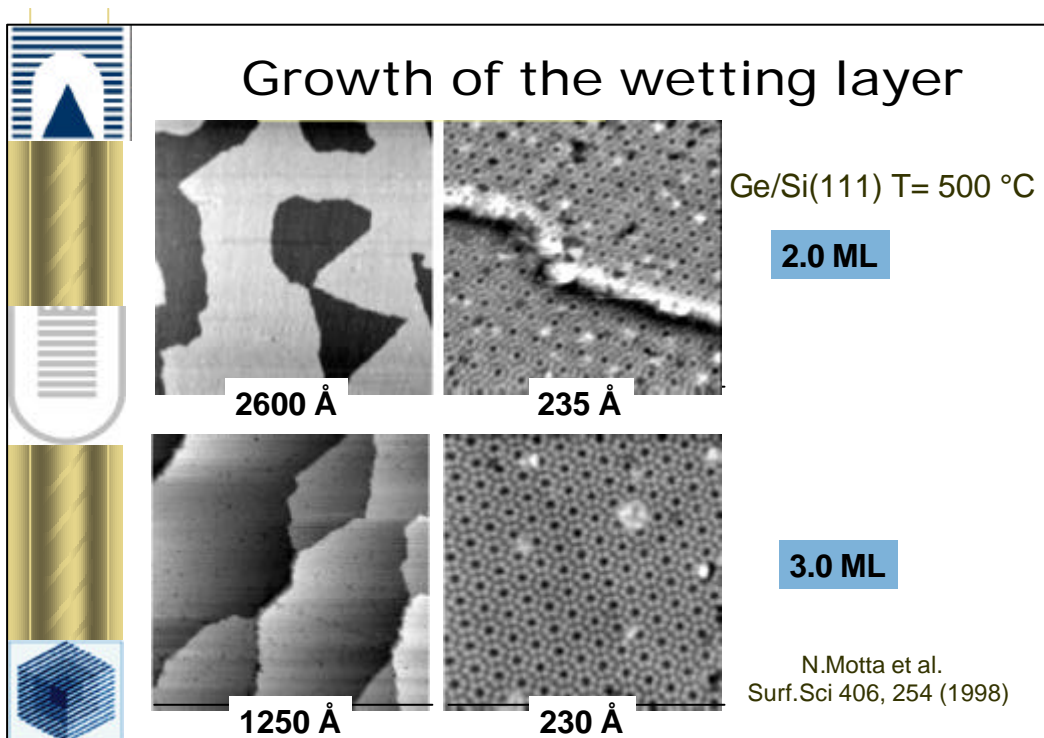 Growth of the wetting layer
Ge/Si(111) T= 500 °C
2.0 ML
2600 Å
235 Å
3.0 ML
N.Motta et al.
Surf.Sci 406, 254 (1998)
1250 Å
230 Å